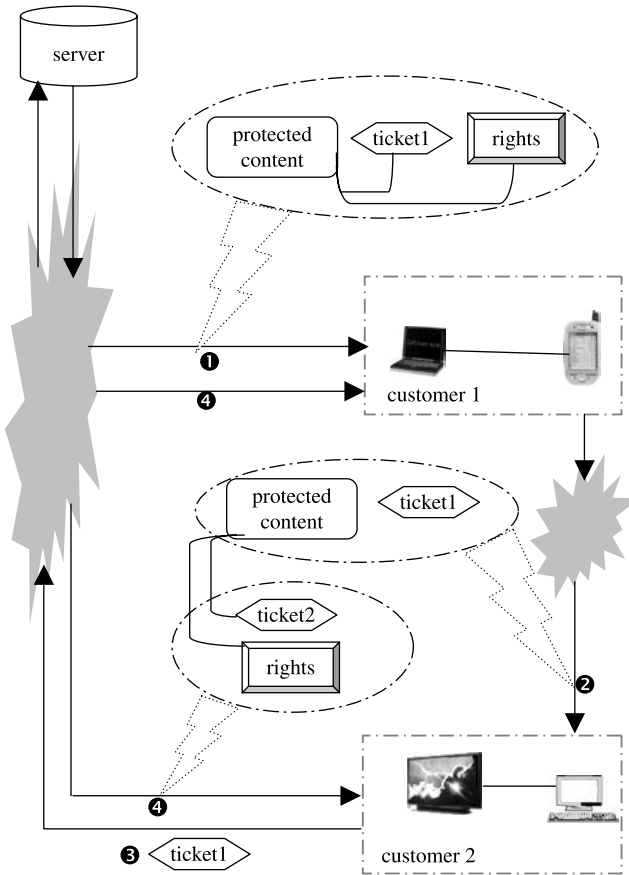 server
protected
content
ticket1
rights
❶
❹
customer 1
protected
content
ticket1
ticket2
rights
❷
❹
customer 2
❸
ticket1